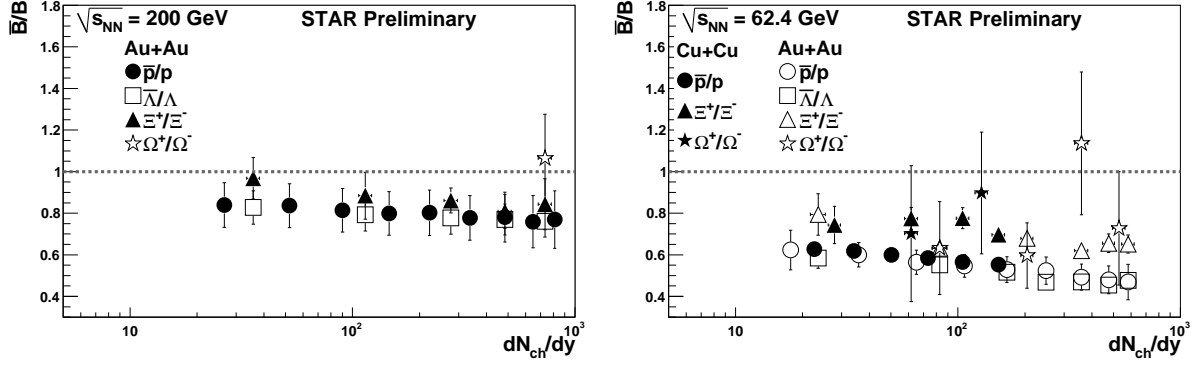 B̅/B
√sNN = 200 GeV STAR Preliminary
Au+Au
p̅/p
Λ̅/Λ
Ξ⁺/Ξ⁻
Ω⁺/Ω⁻
1.8
1.6
1.4
1.2
1
0.8
0.6
0.4
10 10² 10³
dNch/dy
B̅/B
√sNN = 62.4 GeV STAR Preliminary
Cu+Cu Au+Au
p̅/p p̅/p
Λ̅/Λ
Ξ⁺/Ξ⁻ Ξ⁺/Ξ⁻
Ω⁺/Ω⁻ Ω⁺/Ω⁻
1.8
1.6
1.4
1.2
1
0.8
0.6
0.4
10 10² 10³
dNch/dy